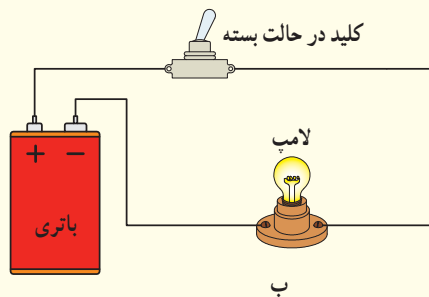 کلید در حالت بسته
لامپ
+ −
باتری
ب